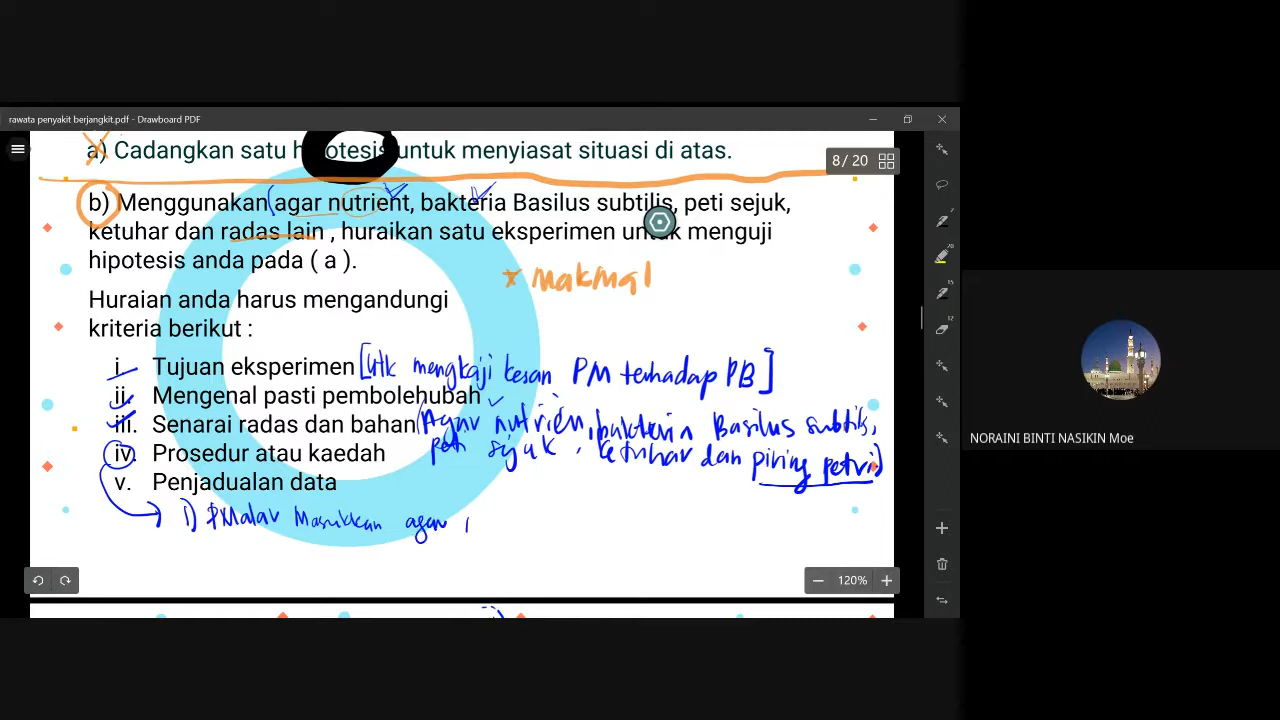 rawata penyakit berjangkit.pdf - Drawboard PDF
a) Cadangkan satu hipotesis untuk menyiasat situasi di atas.
8/20
b) Menggunakan (agar nutrient, bakteria Basilus subtilis, peti sejuk,
ketuhar dan radas lain , huraikan satu eksperimen untuk menguji
hipotesis anda pada ( a ).
* makmal
Huraian anda harus mengandungi
kriteria berikut :
i. Tujuan eksperimen [Utk mengkaji kesan PM terhadap PB]
ii. Mengenal pasti pembolehubah
iii. Senarai radas dan bahan (Agar nutrien, bakteria Basilus subtilis,
iv. Prosedur atau kaedah peti sejuk, ketuhar dan piring petri)
v. Penjadualan data
i) Masukkan agar
120%
NORAINI BINTI NASIKIN Moe